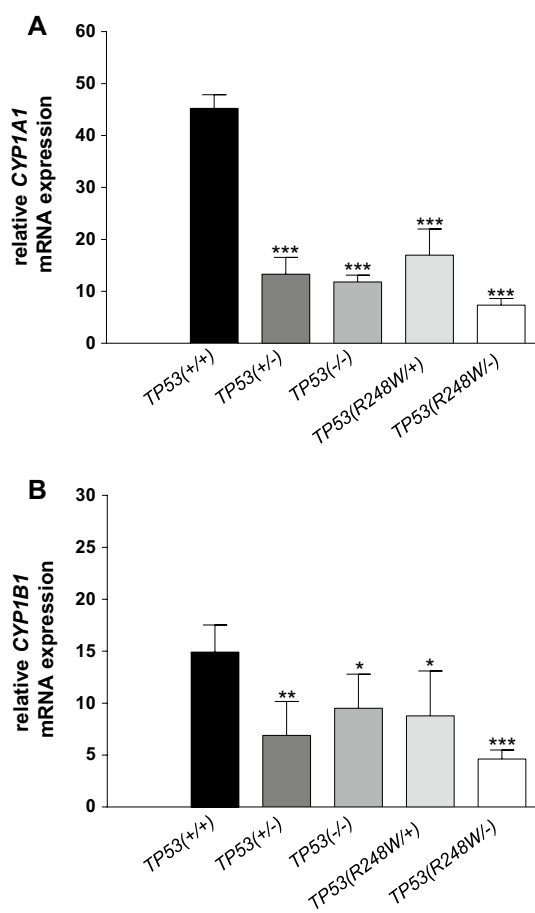 A
relative CYP1A1
mRNA expression
60
50
40
30
20
10
0
***
***
***
***
TP53(+/+)
TP53(+/-)
TP53(-/-)
TP53(R248W/+)
TP53(R248W/-)
B
relative CYP1B1
mRNA expression
30
25
20
15
10
5
0
**
*
*
***
TP53(+/+)
TP53(+/-)
TP53(-/-)
TP53(R248W/+)
TP53(R248W/-)